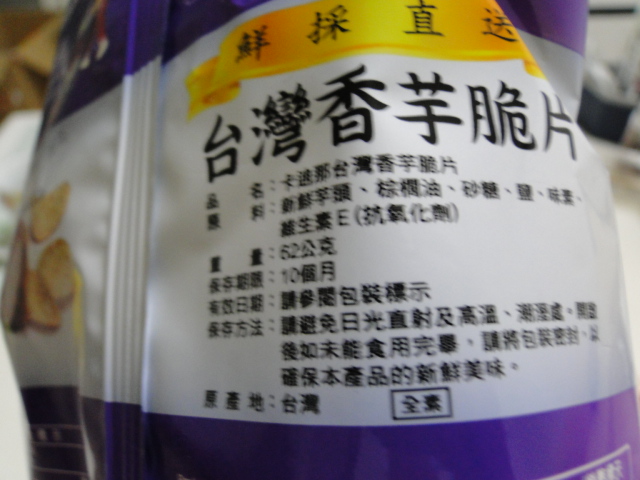 鮮採直送
台灣香芋脆片
品名：卡迪那台灣香芋脆片
原料：新鮮芋頭、棕櫚油、砂糖、鹽、味素、
維生素E(抗氧化劑)
重量：62公克
保存期限：10個月
有效日期：請參閱包裝標示
保存方法：請避免日光直射及高溫、潮溼處。開啟
後如未能食用完畢，請將包裝密封，以
確保本產品的新鮮美味。
原產地：台灣 全素